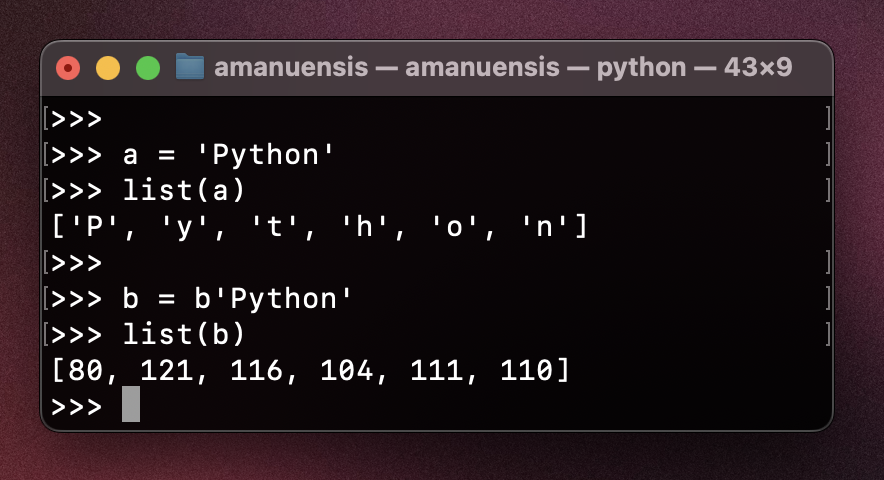 amanuensis — amanuensis — python — 43×9
>>>
>>> a = 'Python'
>>> list(a)
['P', 'y', 't', 'h', 'o', 'n']
>>>
>>> b = b'Python'
>>> list(b)
[80, 121, 116, 104, 111, 110]
>>>